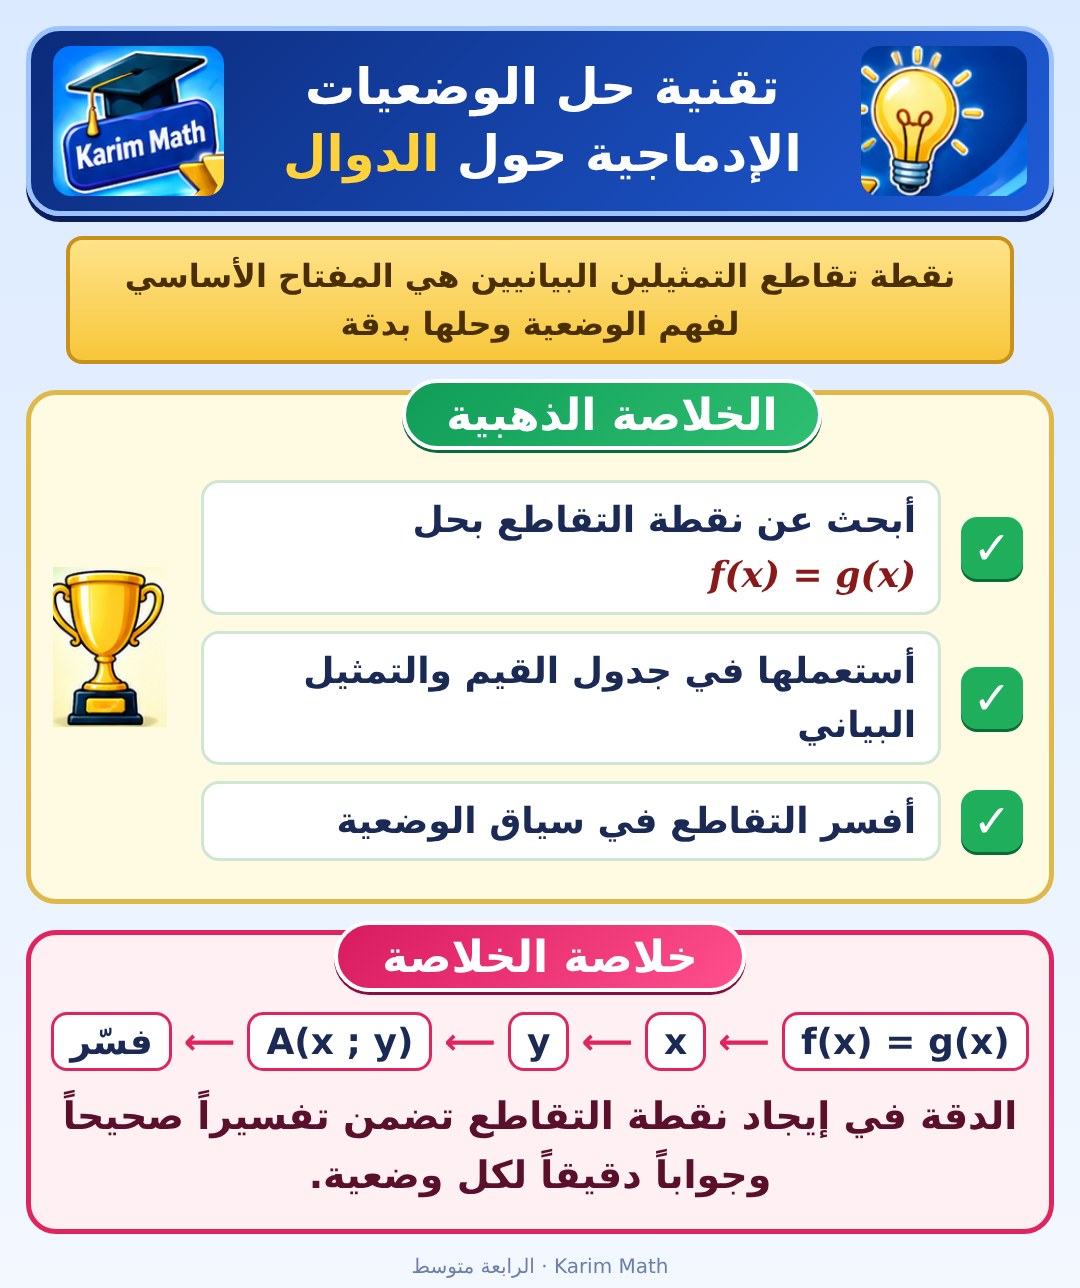 تقنية حل الوضعيات
الإدماجية حول الدوال
Karim Math
نقطة تقاطع التمثيلين البيانيين هي المفتاح الأساسي
لفهم الوضعية وحلها بدقة
الخلاصة الذهبية
✓ أبحث عن نقطة التقاطع بحل
f(x) = g(x)
✓ أستعملها في جدول القيم والتمثيل
البياني
✓ أفسر التقاطع في سياق الوضعية
خلاصة الخلاصة
f(x) = g(x) ⟵ x ⟵ y ⟵ A(x ; y) ⟵ فسّر
الدقة في إيجاد نقطة التقاطع تضمن تفسيراً صحيحاً
وجواباً دقيقاً لكل وضعية.
Karim Math · الرابعة متوسط